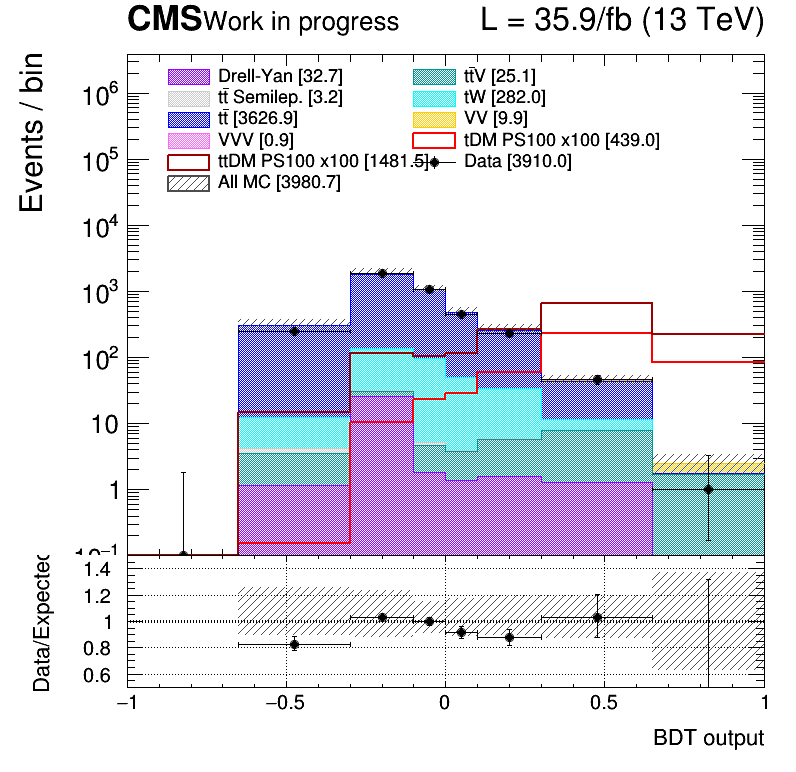 CMS Work in progress L = 35.9/fb (13 TeV)
Events / bin
10⁶
10⁵
10⁴
10³
10²
10
1
10⁻¹
Drell-Yan [32.7]
tt̄V [25.1]
tt̄ Semilep. [3.2]
tW [282.0]
tt̄ [3626.9]
VV [9.9]
VVV [0.9]
tDM PS100 x100 [439.0]
ttDM PS100 x100 [1481.5]
Data [3910.0]
All MC [3980.7]
Data/Expected
1.4
1.2
1
0.8
0.6
−1 −0.5 0 0.5 1
BDT output